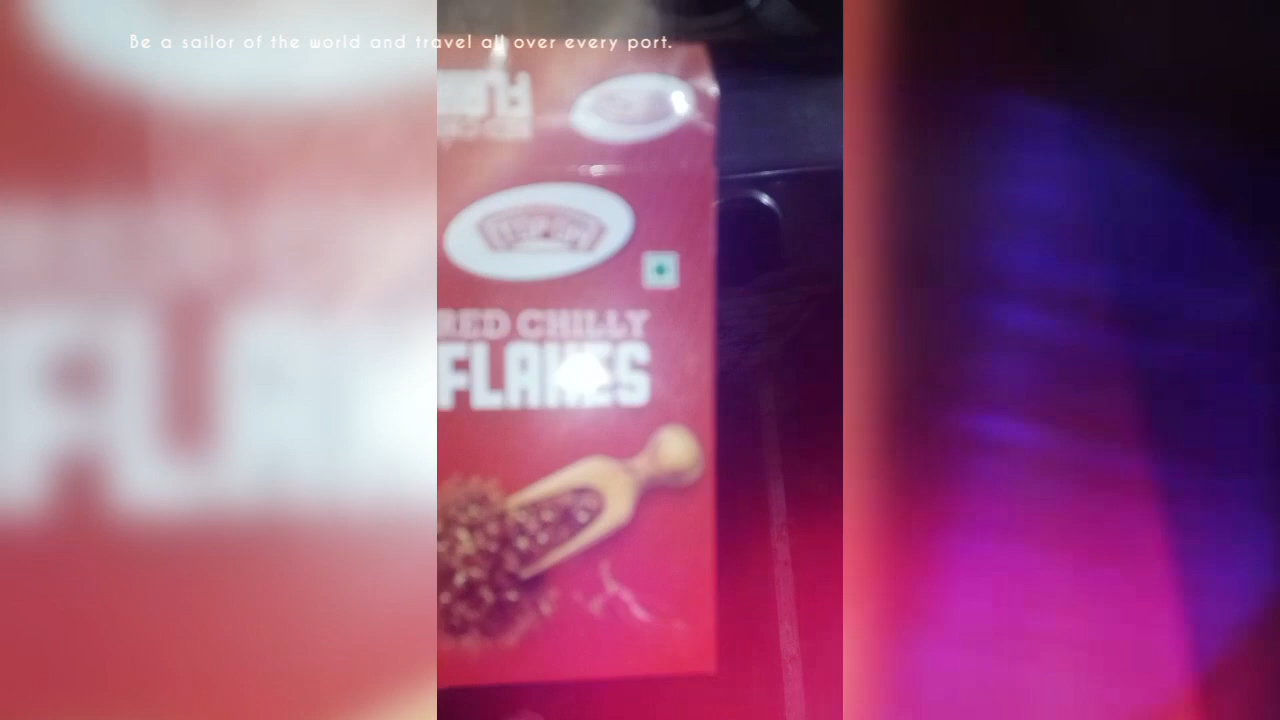 Be a sailor of the world and travel all over every port.
RED CHILLY
FLAKES